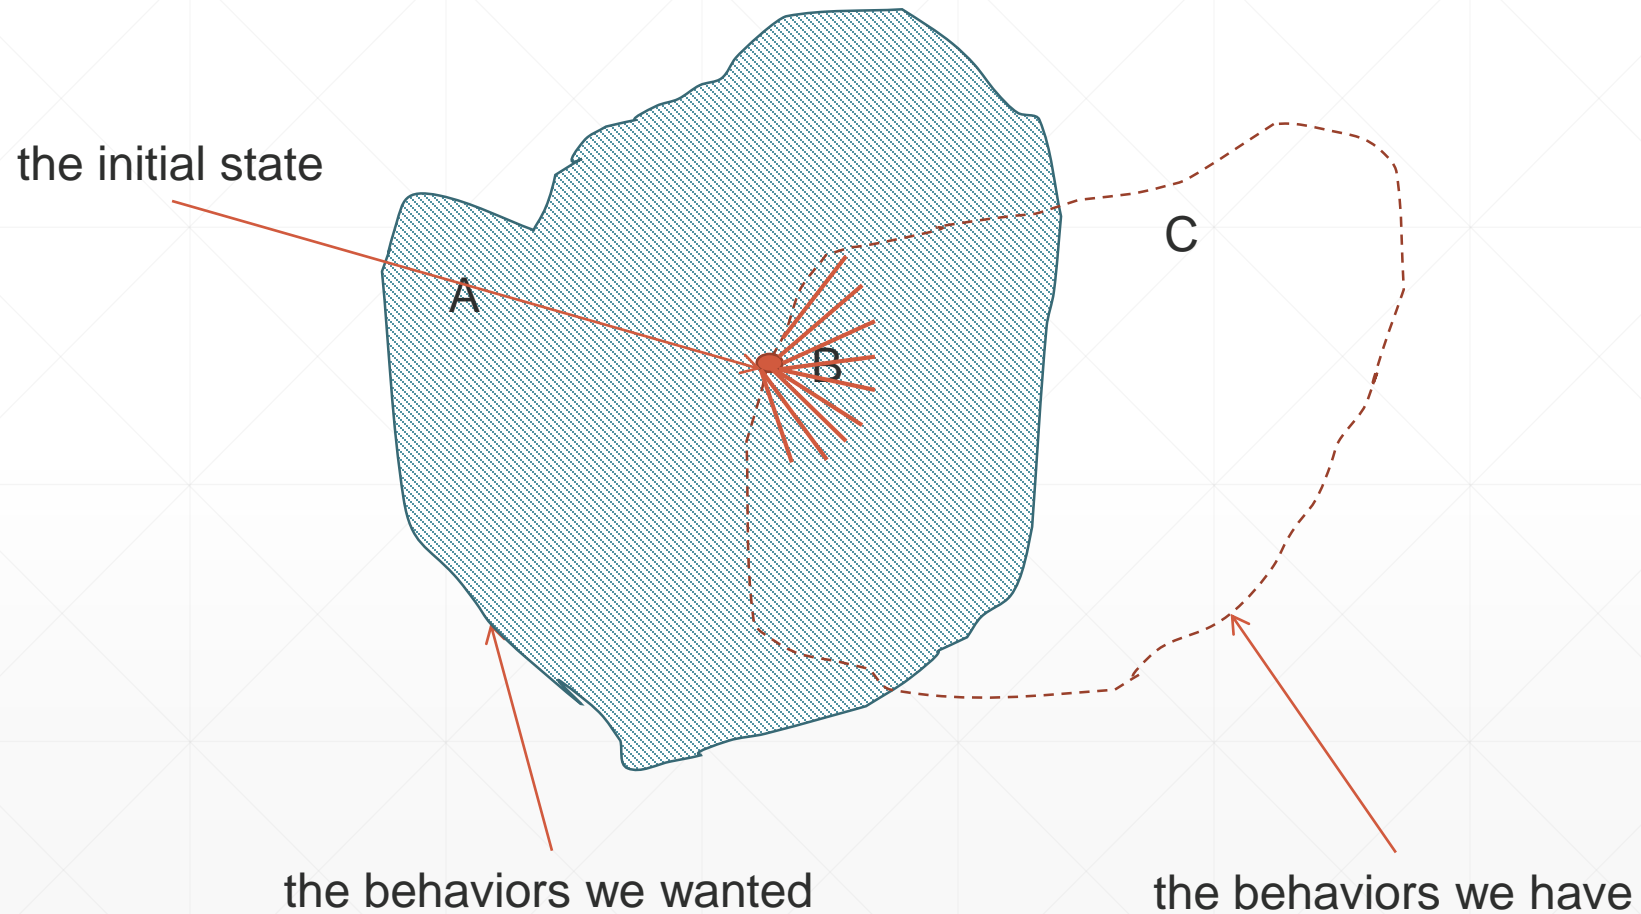 the initial state
C
A
B
the behaviors we wanted
the behaviors we have